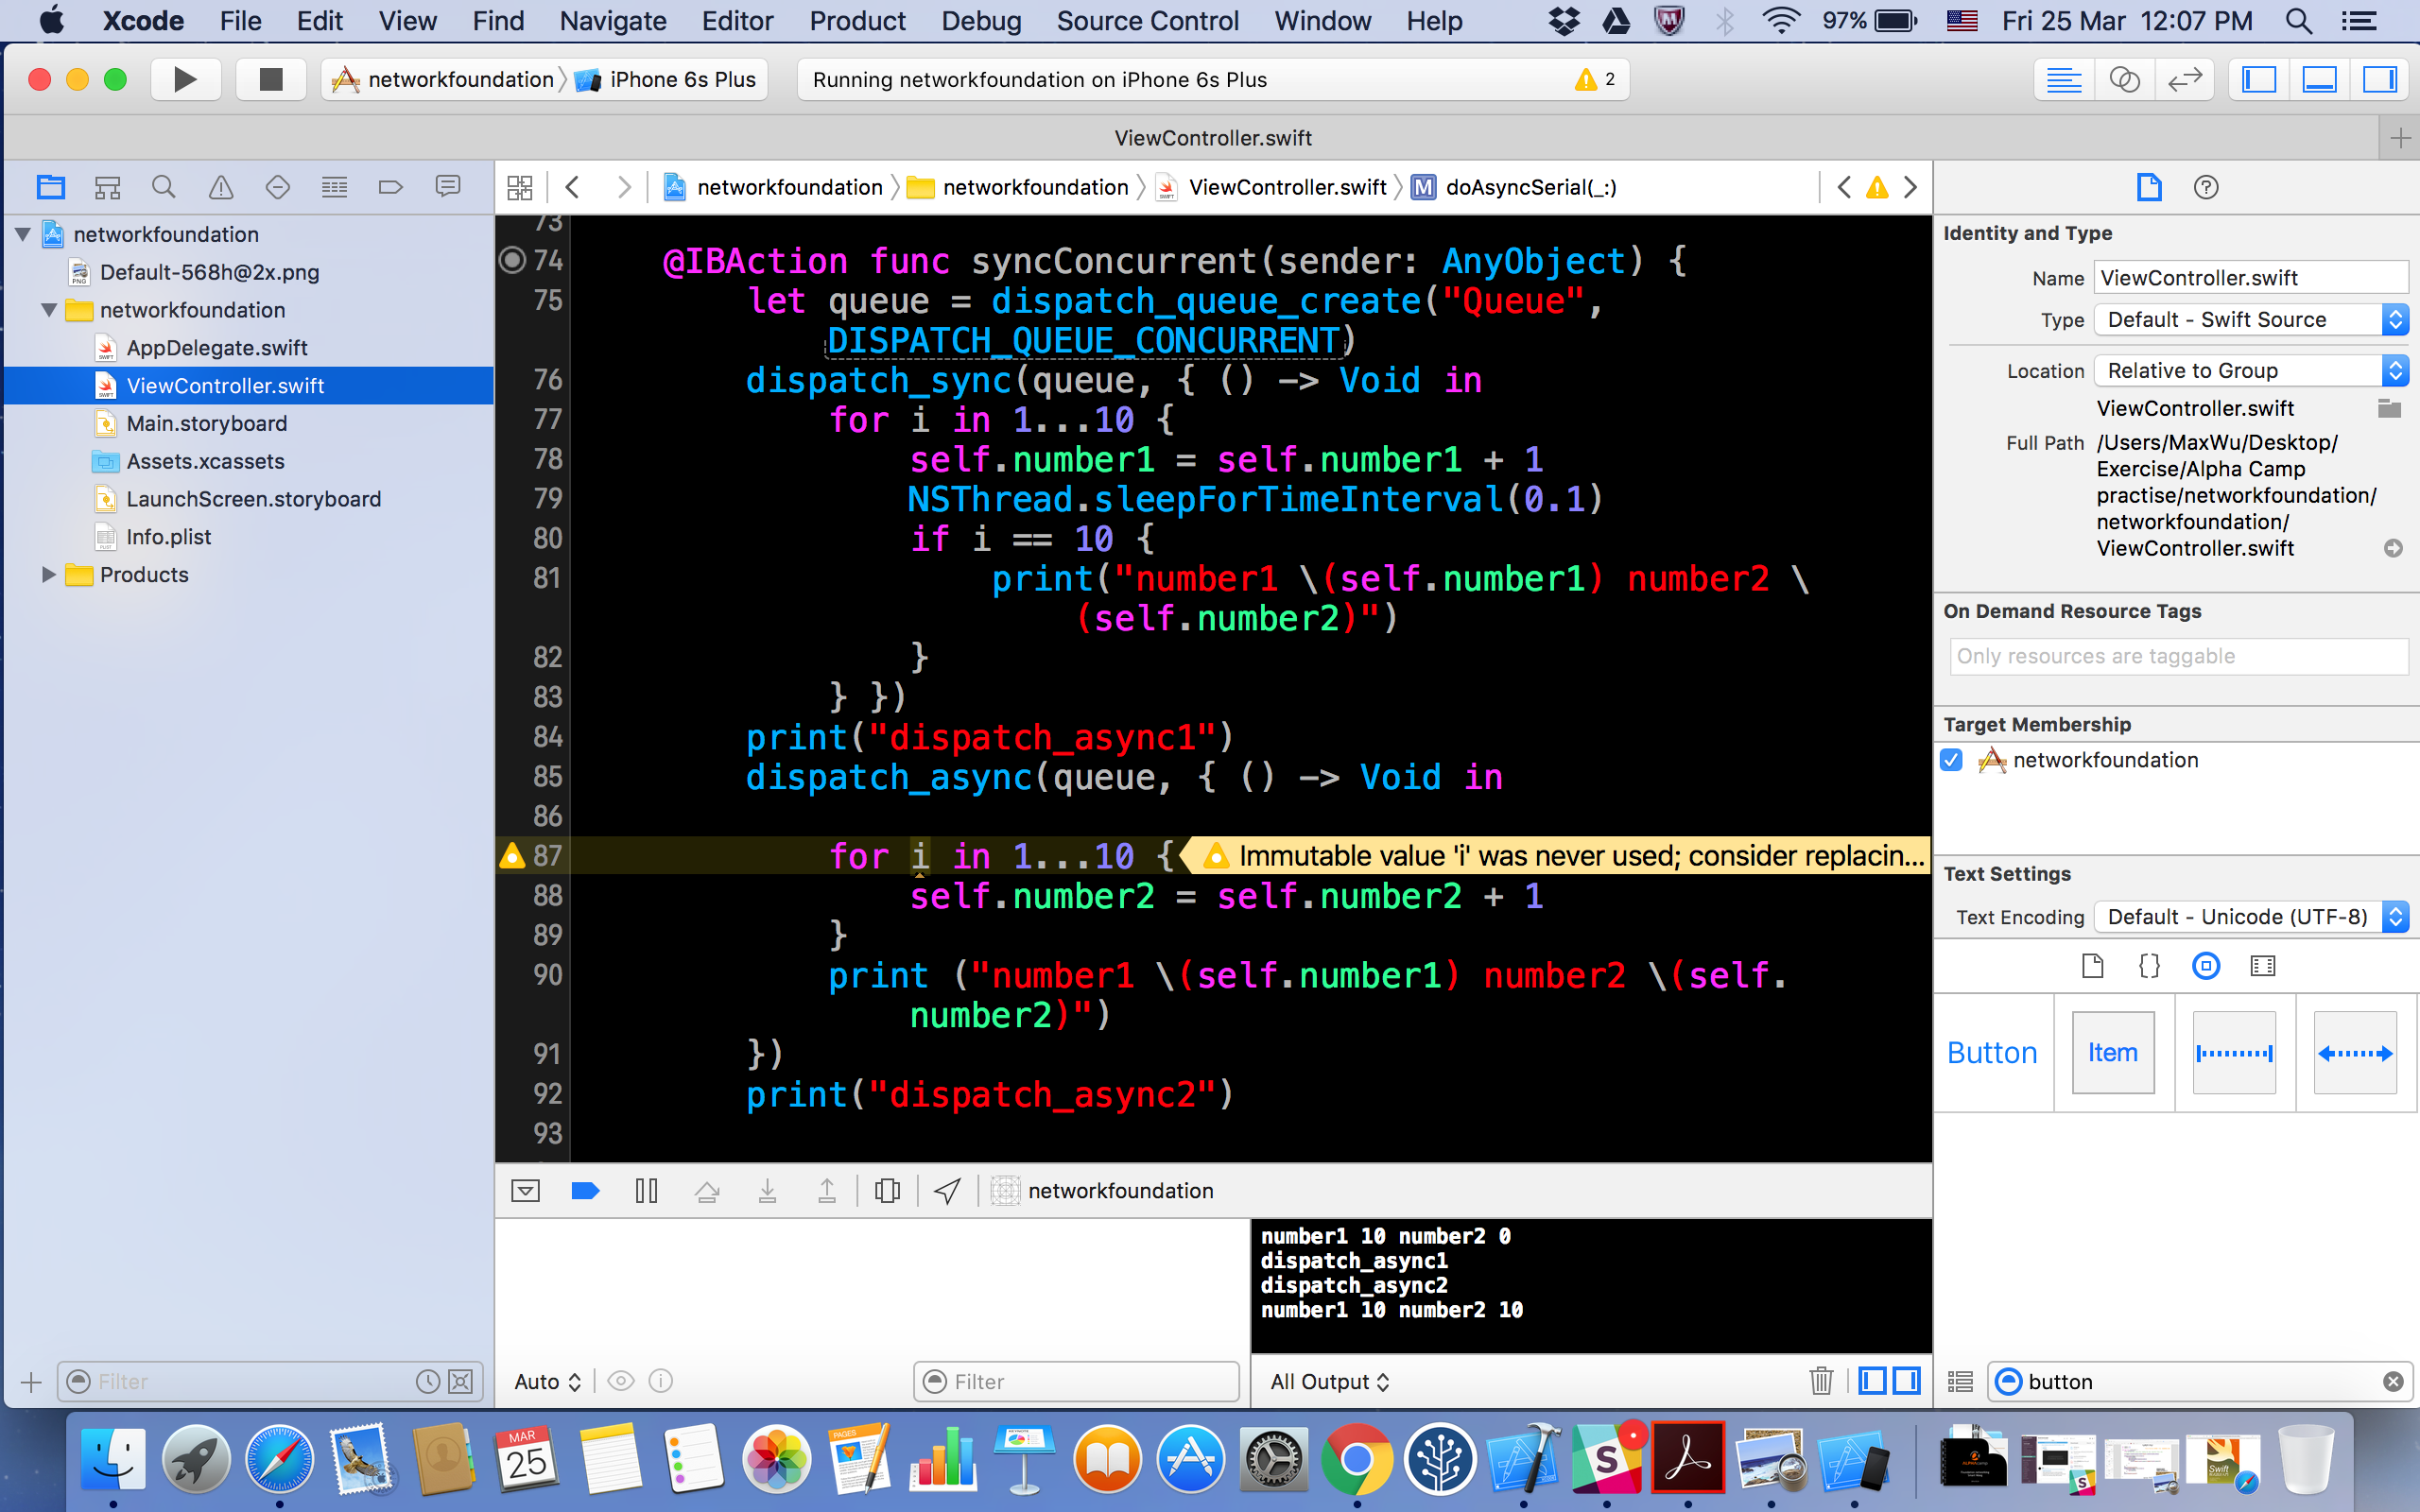 Xcode File Edit View Find Navigate Editor Product Debug Source Control Window Help 97% Fri 25 Mar 12:07 PM
networkfoundation iPhone 6s Plus Running networkfoundation on iPhone 6s Plus 2
ViewController.swift
networkfoundation networkfoundation ViewController.swift M doAsyncSerial(_:)
networkfoundation
Default-568h@2x.png
networkfoundation
AppDelegate.swift
ViewController.swift
Main.storyboard
Assets.xcassets
LaunchScreen.storyboard
Info.plist
Products
Filter
73
74 @IBAction func syncConcurrent(sender: AnyObject) {
75 let queue = dispatch_queue_create("Queue",
DISPATCH_QUEUE_CONCURRENT)
76 dispatch_sync(queue, { () -> Void in
77 for i in 1...10 {
78 self.number1 = self.number1 + 1
79 NSThread.sleepForTimeInterval(0.1)
80 if i == 10 {
81 print("number1 \(self.number1) number2 \
(self.number2)")
82 }
83 } })
84 print("dispatch_async1")
85 dispatch_async(queue, { () -> Void in
86
87 for i in 1...10 { Immutable value 'i' was never used; consider replacin...
88 self.number2 = self.number2 + 1
89 }
90 print ("number1 \(self.number1) number2 \(self.
number2)")
91 })
92 print("dispatch_async2")
93
networkfoundation
number1 10 number2 0
dispatch_async1
dispatch_async2
number1 10 number2 10
Auto Filter All Output
Identity and Type
Name ViewController.swift
Type Default - Swift Source
Location Relative to Group
ViewController.swift
Full Path /Users/MaxWu/Desktop/
Exercise/Alpha Camp
practise/networkfoundation/
networkfoundation/
ViewController.swift
On Demand Resource Tags
Only resources are taggable
Target Membership
networkfoundation
Text Settings
Text Encoding Default - Unicode (UTF-8)
Button Item
button
MAR
25
PAGES